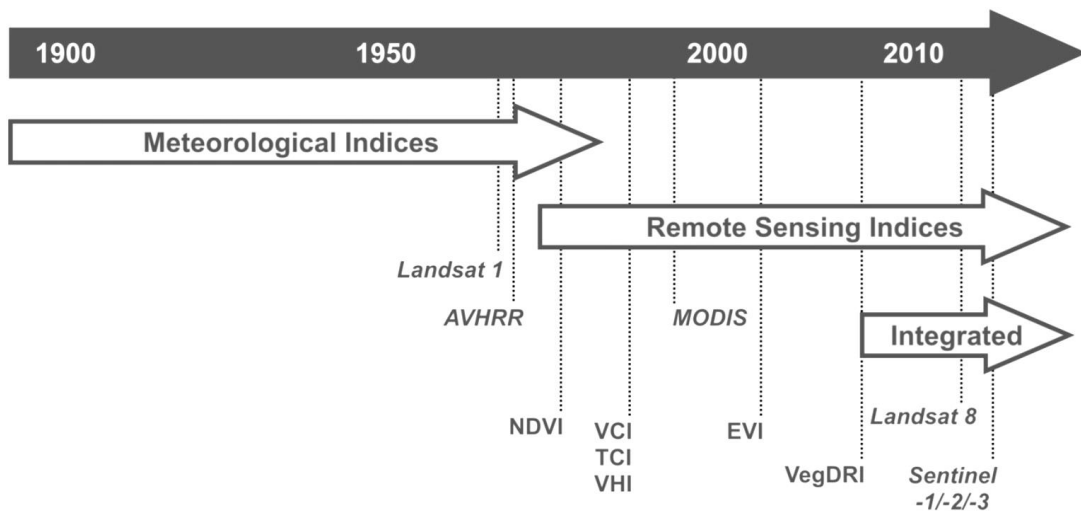 1900 1950 2000 2010
Meteorological Indices
Remote Sensing Indices
Landsat 1
AVHRR
MODIS
Integrated
NDVI
VCI
TCI
VHI
EVI
Landsat 8
VegDRI
Sentinel
-1/-2/-3